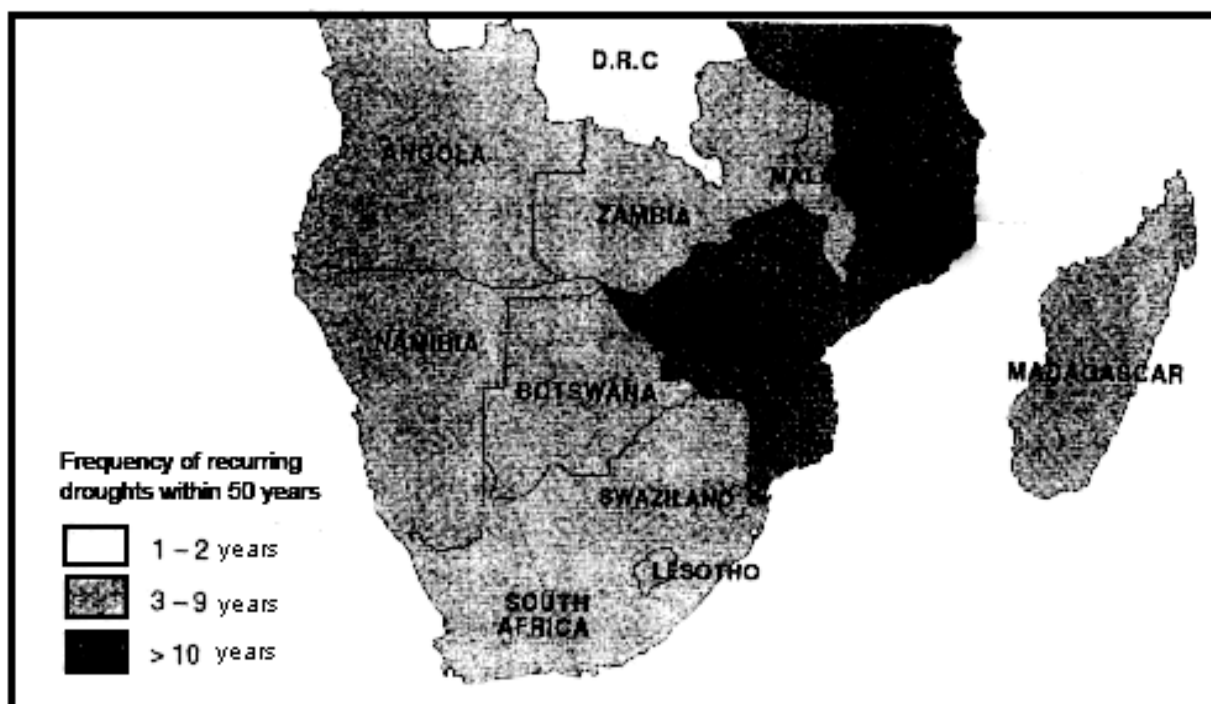 D.R.C
ANGOLA
MALA
ZAMBIA
NAMIBIA
MADAGASCAR
BOTSWANA
Frequency of recurring
droughts within 50 years
SWAZILAND
1 – 2 years
LESOTHO
3 – 9 years
SOUTH
AFRICA
> 10 years